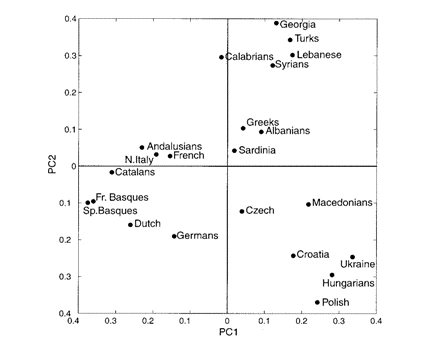 0.4
Georgia
Turks
Lebanese
Calabrians
Syrians
0.3
0.2
Greeks
Albanians
0.1
Andalusians
Sardinia
N.Italy
French
PC2
0
Catalans
Fr. Basques
Sp.Basques
0.1
Macedonians
Czech
Dutch
Germans
0.2
Croatia
Ukraine
Hungarians
0.3
Polish
0.4
0.4 0.3 0.2 0.1 0 0.1 0.2 0.3 0.4
PC1